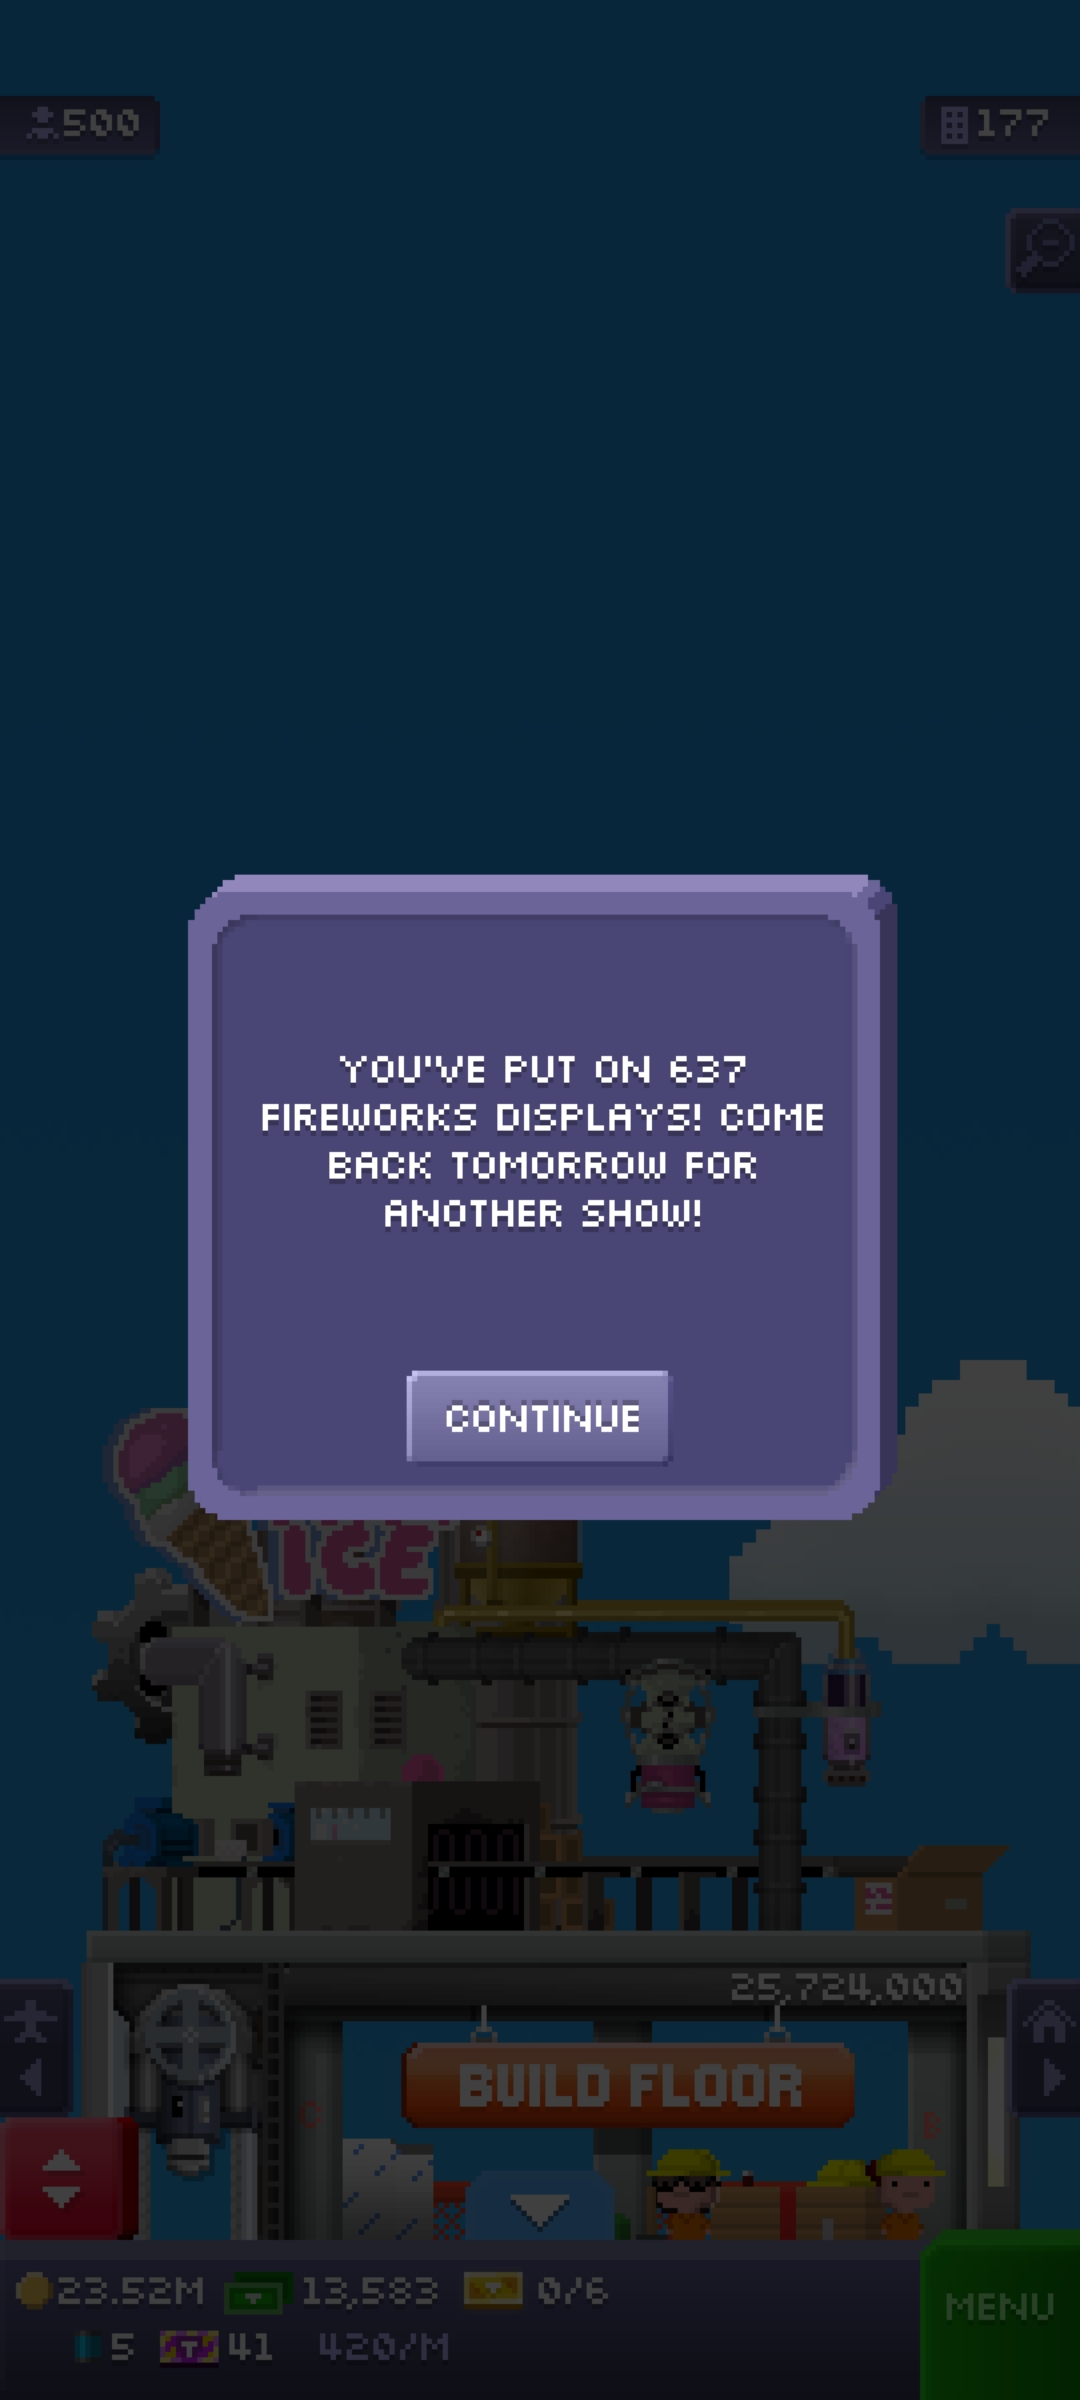 500
177
YOU'VE PUT ON 637
FIREWORKS DISPLAYS! COME
BACK TOMORROW FOR
ANOTHER SHOW!
CONTINUE
ICE
25,724,000
BUILD FLOOR
23.52M
13,583
0/6
5
T
41
420/M
MENU